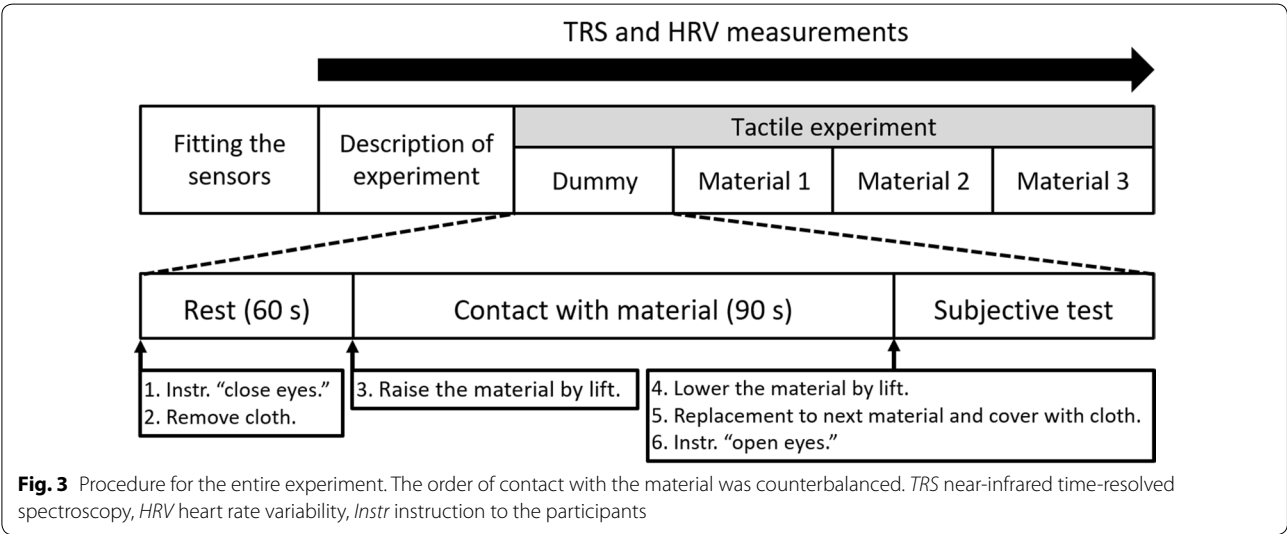 TRS and HRV measurements
Fitting the
sensors
Description of
experiment
Tactile experiment
Dummy
Material 1
Material 2
Material 3
Rest (60 s)
Contact with material (90 s)
Subjective test
1. Instr. “close eyes.”
2. Remove cloth.
3. Raise the material by lift.
4. Lower the material by lift.
5. Replacement to next material and cover with cloth.
6. Instr. “open eyes.”
Fig. 3 Procedure for the entire experiment. The order of contact with the material was counterbalanced. TRS near-infrared time-resolved
spectroscopy, HRV heart rate variability, Instr instruction to the participants